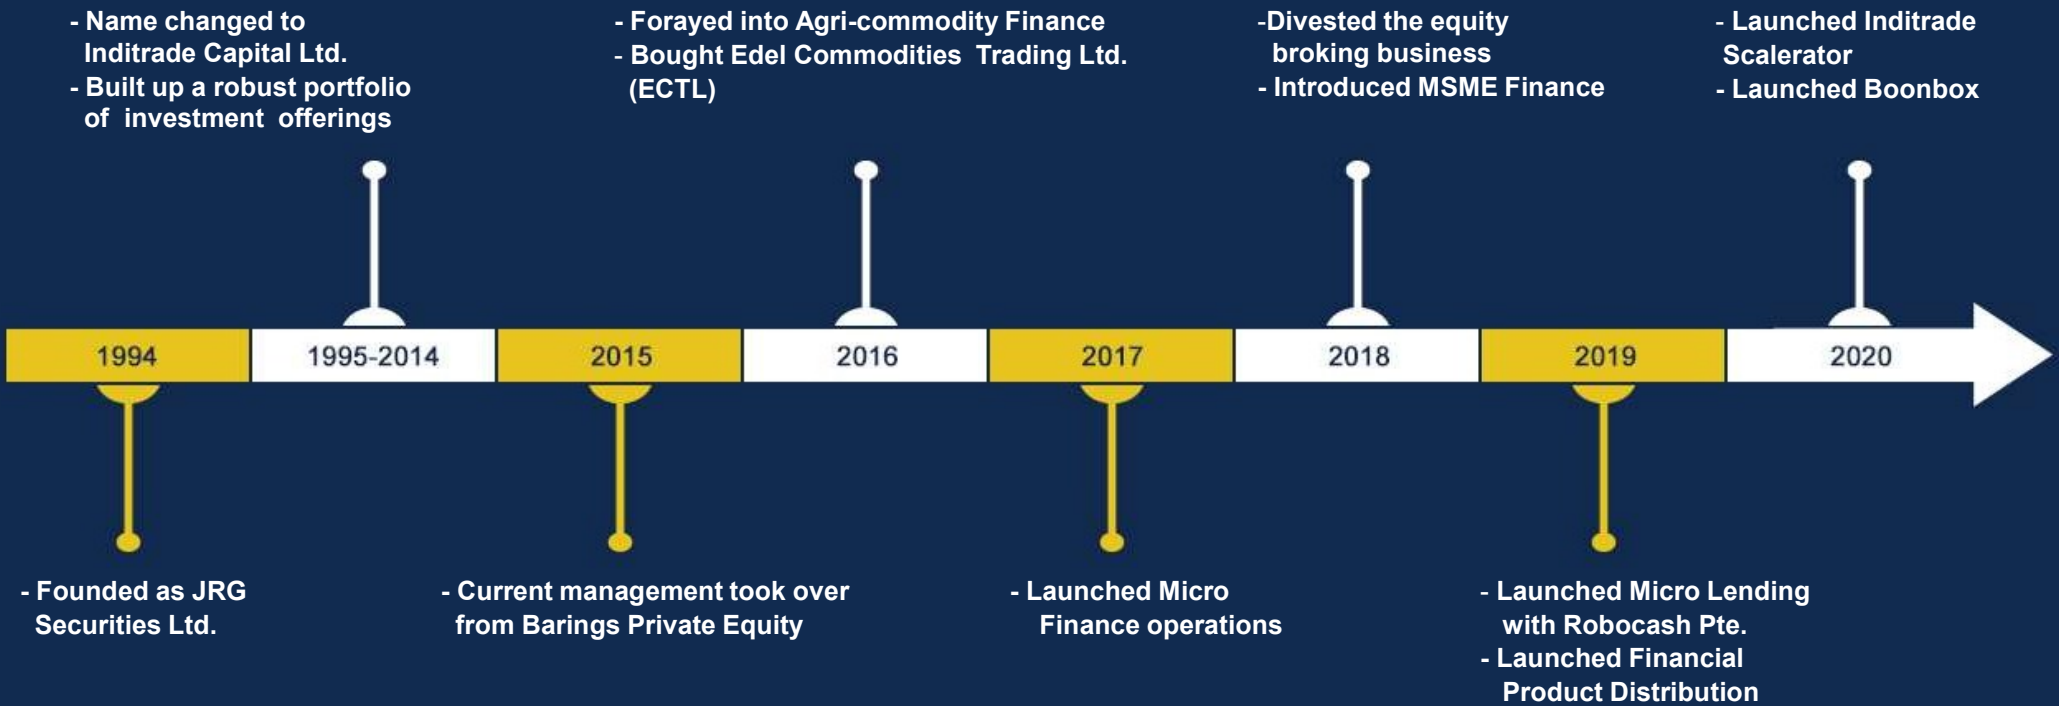 - Name changed to
Inditrade Capital Ltd.
- Built up a robust portfolio
of investment offerings
- Forayed into Agri-commodity Finance
- Bought Edel Commodities Trading Ltd.
(ECTL)
-Divested the equity
broking business
- Introduced MSME Finance
- Launched Inditrade
Scalerator
- Launched Boonbox
1994
1995-2014
2015
2016
2017
2018
2019
2020
- Founded as JRG
Securities Ltd.
- Current management took over
from Barings Private Equity
- Launched Micro
Finance operations
- Launched Micro Lending
with Robocash Pte.
- Launched Financial
Product Distribution